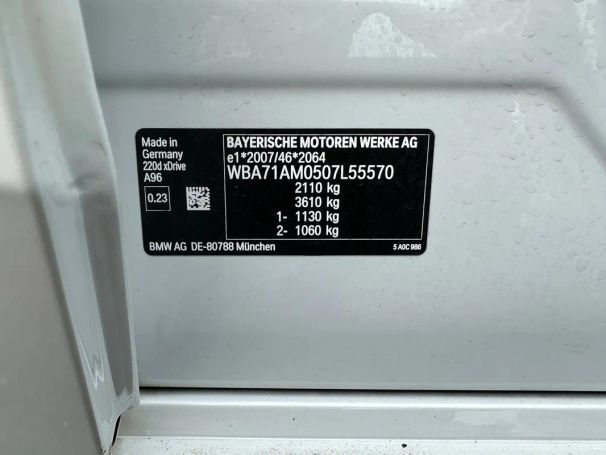 Made in
Germany
220d xDrive
A96
0.23
BMW AG DE-80788 München
BAYERISCHE MOTOREN WERKE AG
e1*2007/46*2064
WBA71AM0507L55570
2110 kg
3610 kg
1- 1130 kg
2- 1060 kg
5 A0C 986